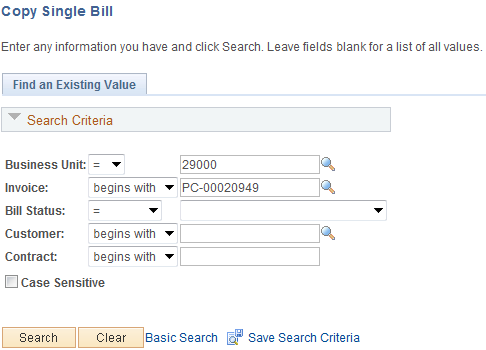 Copy Single Bill
Enter any information you have and click Search. Leave fields blank for a list of all values.
Find an Existing Value
Search Criteria
Business Unit: = 29000
Invoice: begins with PC-00020949
Bill Status: =
Customer: begins with
Contract: begins with
Case Sensitive
Search Clear Basic Search Save Search Criteria